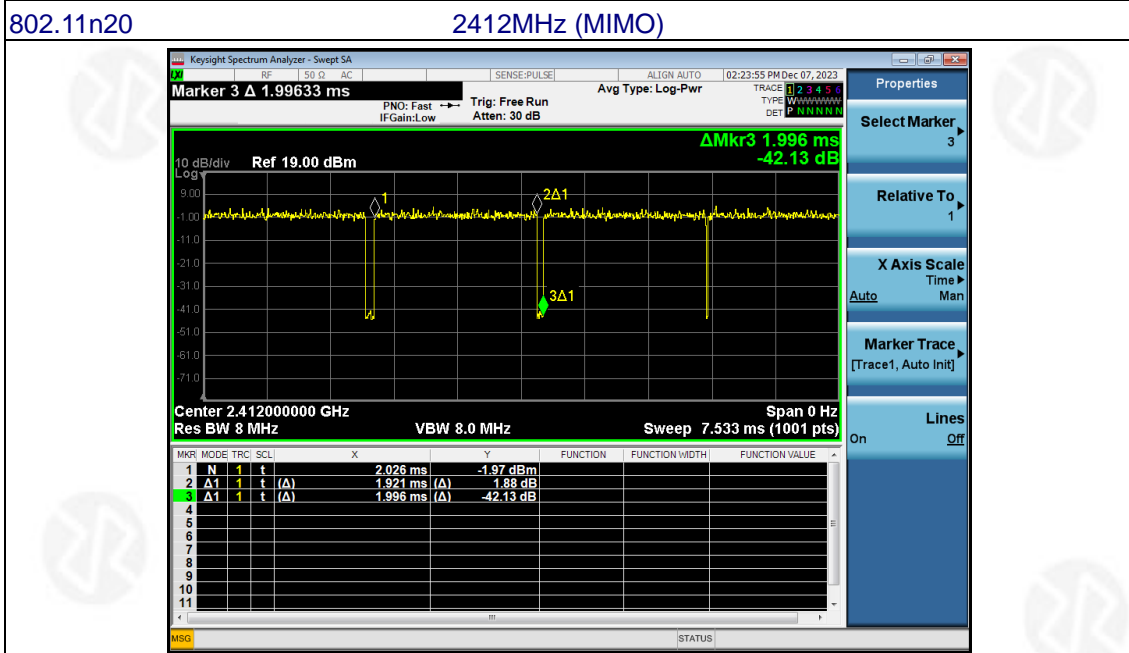 802.11n20 2412MHz (MIMO)
Keysight Spectrum Analyzer - Swept SA
LXI RF 50 Ω AC SENSE:PULSE ALIGN AUTO 02:23:55 PM Dec 07, 2023
Marker 3 Δ 1.99633 ms
PNO: Fast Trig: Free Run Avg Type: Log-Pwr TRACE 1 2 3 4 5 6
IFGain:Low Atten: 30 dB TYPE WWWWWW
DET P N N N N N
ΔMkr3 1.996 ms
-42.13 dB
10 dB/div Ref 19.00 dBm
Log
9.00
-1.00
-11.0
-21.0
-31.0
-41.0
-51.0
-61.0
-71.0
1
2Δ1
3Δ1
Center 2.412000000 GHz Span 0 Hz
Res BW 8 MHz VBW 8.0 MHz Sweep 7.533 ms (1001 pts)
MKR MODE TRC SCL X Y FUNCTION FUNCTION WIDTH FUNCTION VALUE
1 N 1 t 2.026 ms -1.97 dBm
2 Δ1 1 t (Δ) 1.921 ms (Δ) 1.88 dB
3 Δ1 1 t (Δ) 1.996 ms (Δ) -42.13 dB
4
5
6
7
8
9
10
11
MSG STATUS
Properties
Select Marker
3
Relative To
1
X Axis Scale
Time
Auto Man
Marker Trace
[Trace1, Auto Init]
Lines
On Off